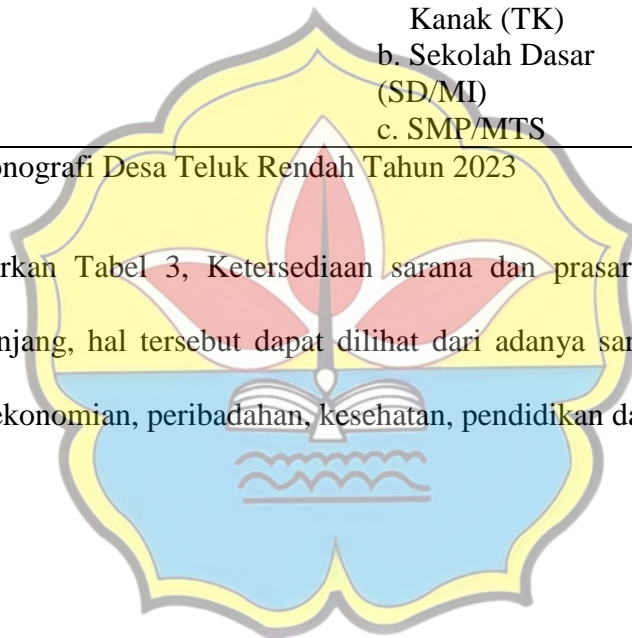 Kanak (TK)
b. Sekolah Dasar
(SD/MI)
c. SMP/MTS
onografi Desa Teluk Rendah Tahun 2023
rkan Tabel 3, Ketersediaan sarana dan prasar
njang, hal tersebut dapat dilihat dari adanya sar
ekonomian, peribadahan, kesehatan, pendidikan da